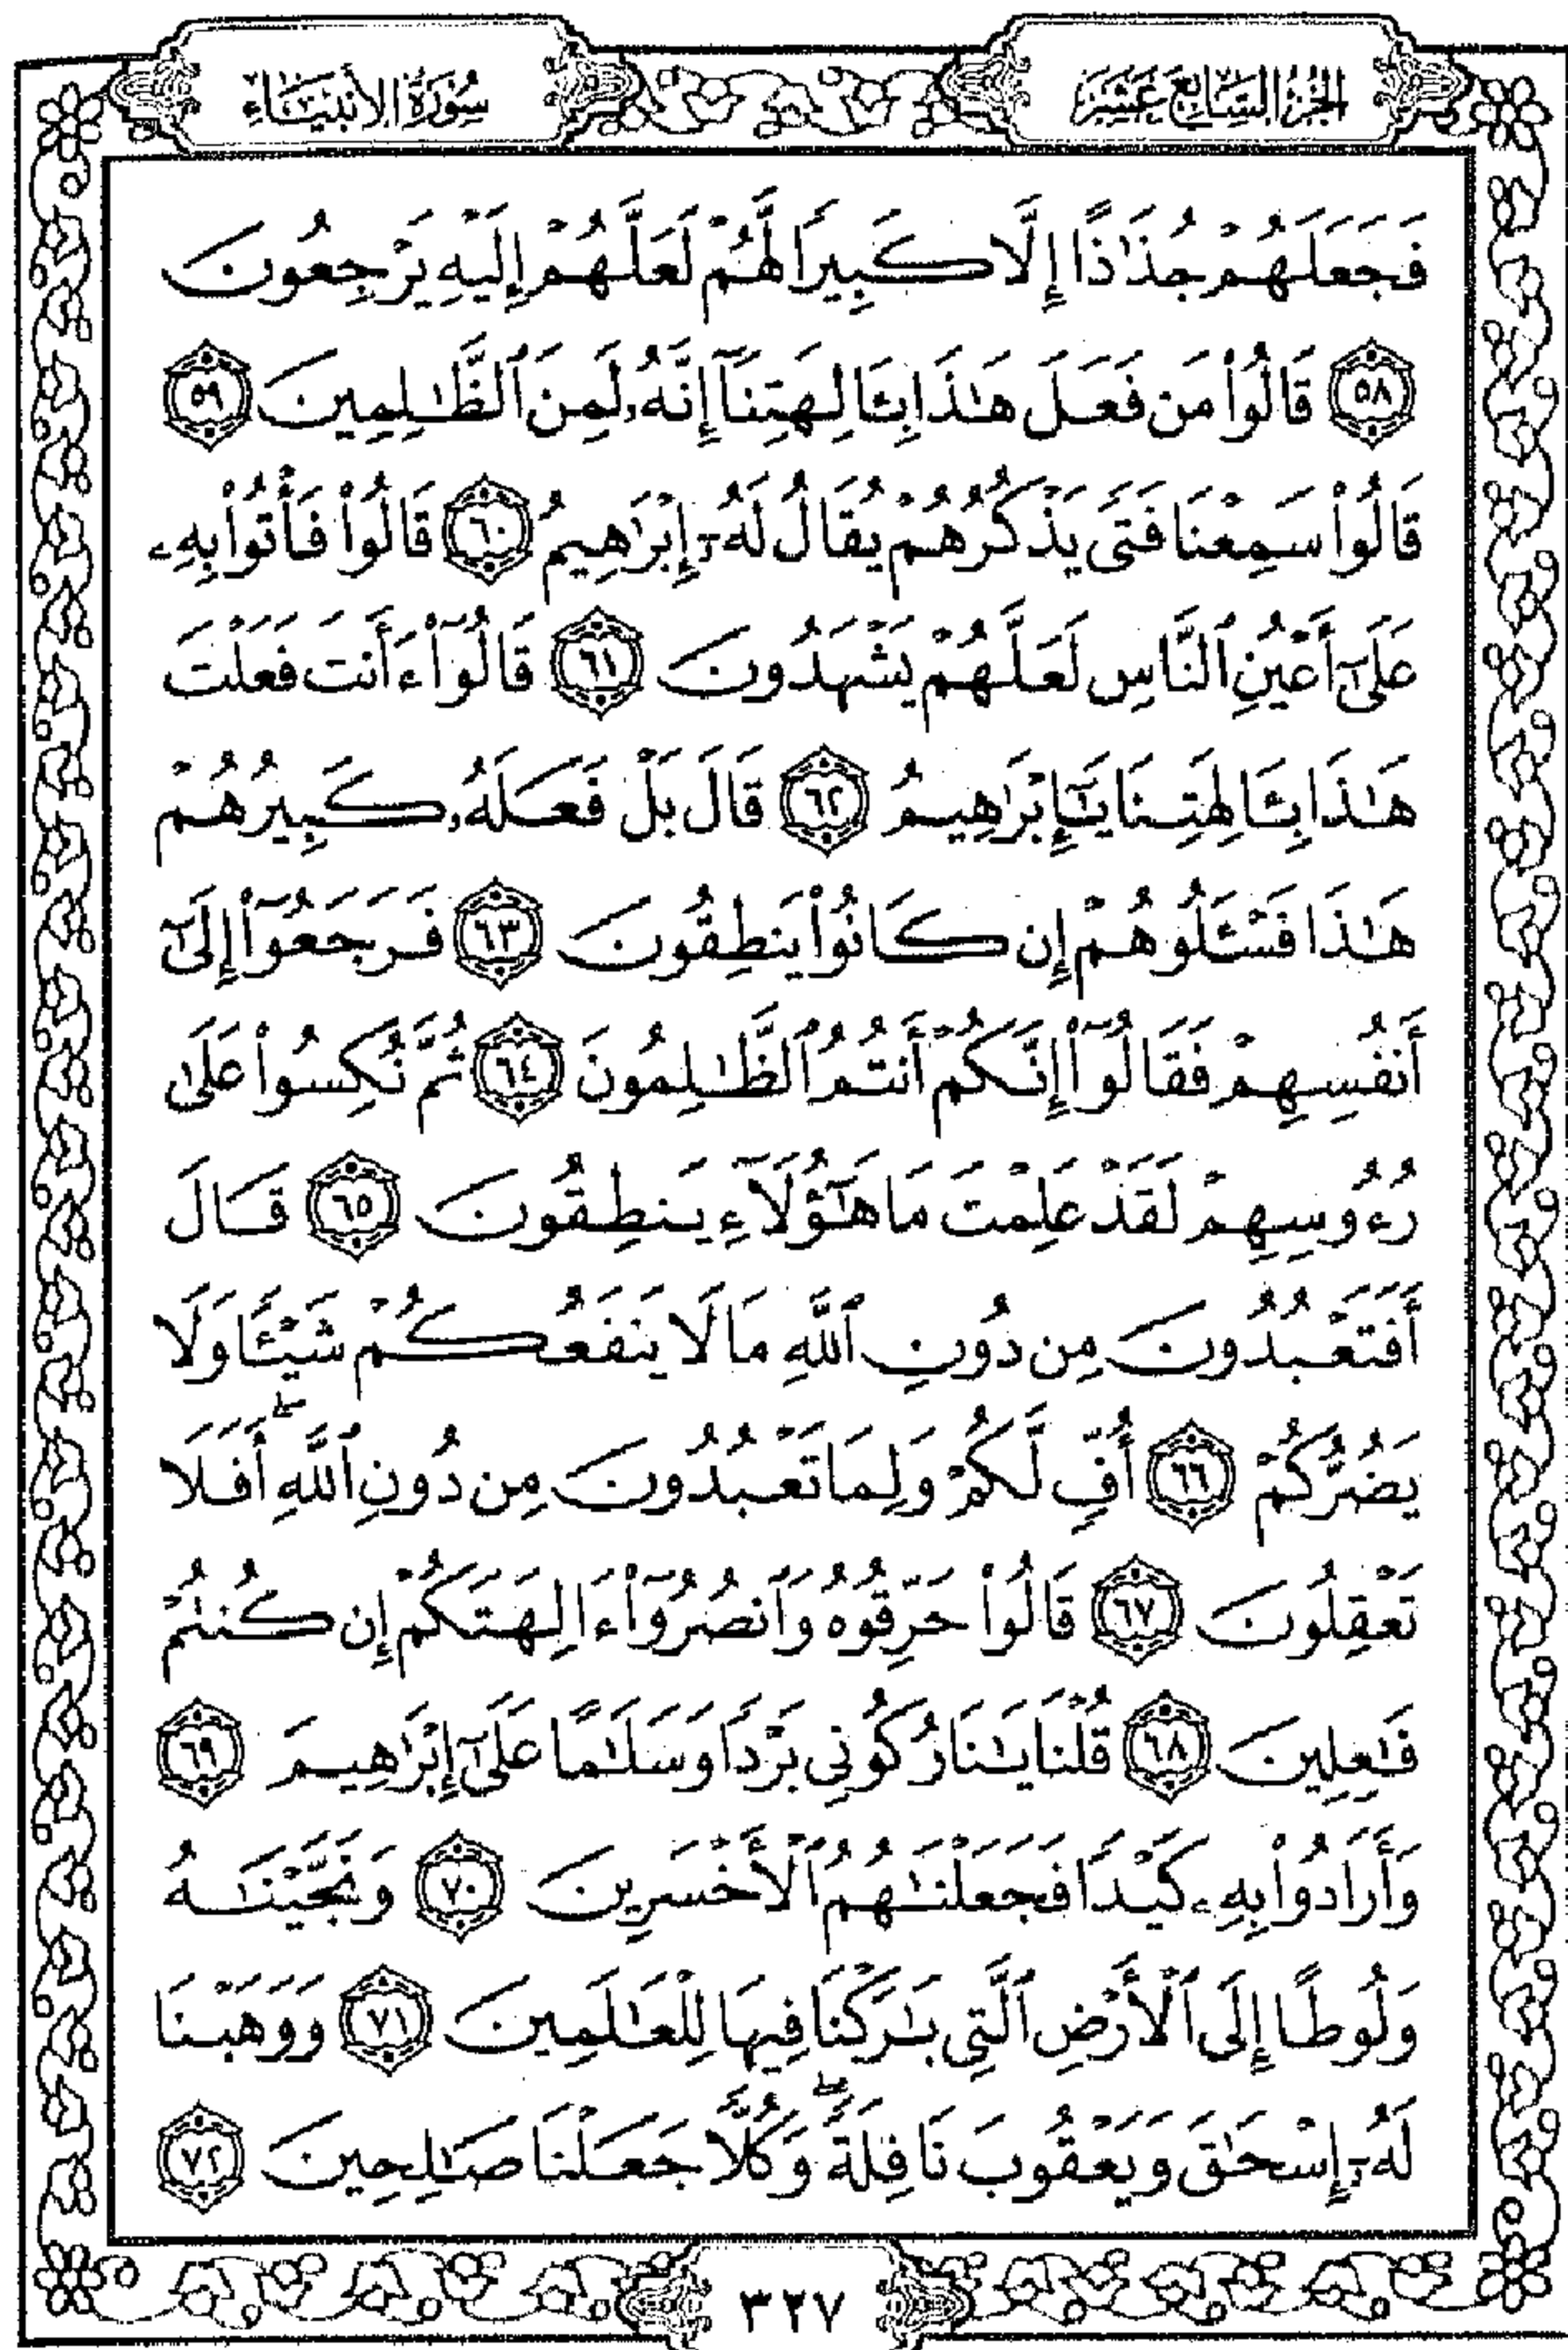 الجزء السابع عشر
سورة الأنبياء
فَجَعَلَهُمْ جُذَٰذًا إِلَّا كَبِيرًا لَّهُمْ لَعَلَّهُمْ إِلَيْهِ يَرْجِعُونَ
٥٨ قَالُوا۟ مَن فَعَلَ هَٰذَا بِـَٔالِهَتِنَآ إِنَّهُۥ لَمِنَ ٱلظَّٰلِمِينَ ٥٩
قَالُوا۟ سَمِعْنَا فَتًى يَذْكُرُهُمْ يُقَالُ لَهُۥٓ إِبْرَٰهِيمُ ٦٠ قَالُوا۟ فَأْتُوا۟ بِهِۦ
عَلَىٰٓ أَعْيُنِ ٱلنَّاسِ لَعَلَّهُمْ يَشْهَدُونَ ٦١ قَالُوٓا۟ ءَأَنتَ فَعَلْتَ
هَٰذَا بِـَٔالِهَتِنَا يَٰٓإِبْرَٰهِيمُ ٦٢ قَالَ بَلْ فَعَلَهُۥ كَبِيرُهُمْ
هَٰذَا فَسْـَٔلُوهُمْ إِن كَانُوا۟ يَنطِقُونَ ٦٣ فَرَجَعُوٓا۟ إِلَىٰٓ
أَنفُسِهِمْ فَقَالُوٓا۟ إِنَّكُمْ أَنتُمُ ٱلظَّٰلِمُونَ ٦٤ ثُمَّ نُكِسُوا۟ عَلَىٰ
رُءُوسِهِمْ لَقَدْ عَلِمْتَ مَا هَٰٓؤُلَآءِ يَنطِقُونَ ٦٥ قَالَ
أَفَتَعْبُدُونَ مِن دُونِ ٱللَّهِ مَا لَا يَنفَعُكُمْ شَيْـًٔا وَلَا
يَضُرُّكُمْ ٦٦ أُفٍّ لَّكُمْ وَلِمَا تَعْبُدُونَ مِن دُونِ ٱللَّهِ ۖ أَفَلَا
تَعْقِلُونَ ٦٧ قَالُوا۟ حَرِّقُوهُ وَٱنصُرُوٓا۟ ءَالِهَتَكُمْ إِن كُنتُمْ
فَٰعِلِينَ ٦٨ قُلْنَا يَٰنَارُ كُونِى بَرْدًا وَسَلَٰمًا عَلَىٰٓ إِبْرَٰهِيمَ ٦٩
وَأَرَادُوا۟ بِهِۦ كَيْدًا فَجَعَلْنَٰهُمُ ٱلْأَخْسَرِينَ ٧٠ وَنَجَّيْنَٰهُ
وَلُوطًا إِلَى ٱلْأَرْضِ ٱلَّتِى بَٰرَكْنَا فِيهَا لِلْعَٰلَمِينَ ٧١ وَوَهَبْنَا
لَهُۥٓ إِسْحَٰقَ وَيَعْقُوبَ نَافِلَةً ۖ وَكُلًّا جَعَلْنَا صَٰلِحِينَ ٧٢
٣٢٧